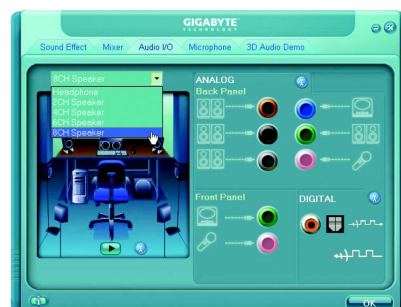 GIGABYTE
TECHNOLOGY
Sound Effect Mixer Audio I/O Microphone 3D Audio Demo
8CH Speaker
Headphone
2CH Speaker
4CH Speaker
6CH Speaker
8CH Speaker
ANALOG
Back Panel
Front Panel
DIGITAL
OK